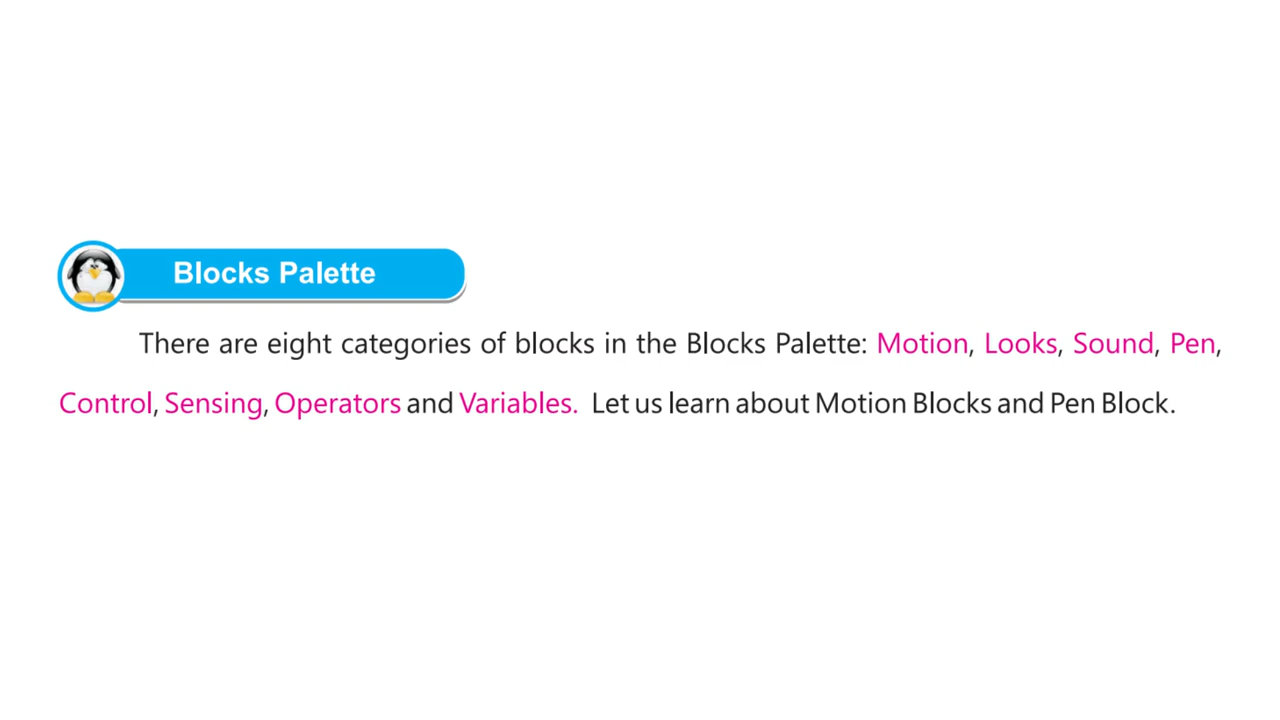 Blocks Palette
There are eight categories of blocks in the Blocks Palette: Motion, Looks, Sound, Pen,
Control, Sensing, Operators and Variables. Let us learn about Motion Blocks and Pen Block.